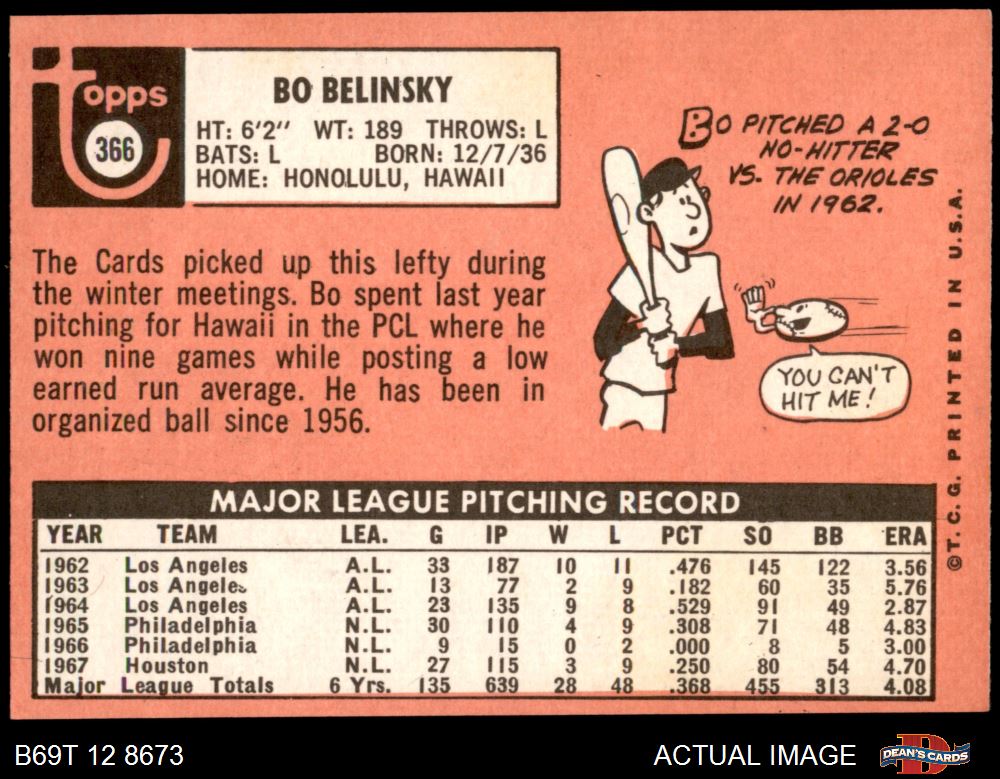 topps
366
BO BELINSKY
HT: 6'2" WT: 189 THROWS: L
BATS: L BORN: 12/7/36
HOME: HONOLULU, HAWAII
BO PITCHED A 2-0
NO-HITTER
VS. THE ORIOLES
IN 1962.
YOU CAN'T
HIT ME!
The Cards picked up this lefty during
the winter meetings. Bo spent last year
pitching for Hawaii in the PCL where he
won nine games while posting a low
earned run average. He has been in
organized ball since 1956.
MAJOR LEAGUE PITCHING RECORD
YEAR TEAM LEA. G IP W L PCT SO BB ERA
1962 Los Angeles A.L. 33 187 10 11 .476 145 122 3.56
1963 Los Angeles A.L. 13 77 2 9 .182 60 35 5.76
1964 Los Angeles A.L. 23 135 9 8 .529 91 49 2.87
1965 Philadelphia N.L. 30 110 4 9 .308 71 48 4.83
1966 Philadelphia N.L. 9 15 0 2 .000 8 5 3.00
1967 Houston N.L. 27 115 3 9 .250 80 54 4.70
Major League Totals 6 Yrs. 135 639 28 48 .368 455 313 4.08
©T.C.G. PRINTED IN U.S.A.
B69T 12 8673
ACTUAL IMAGE
DEAN'S CARDS